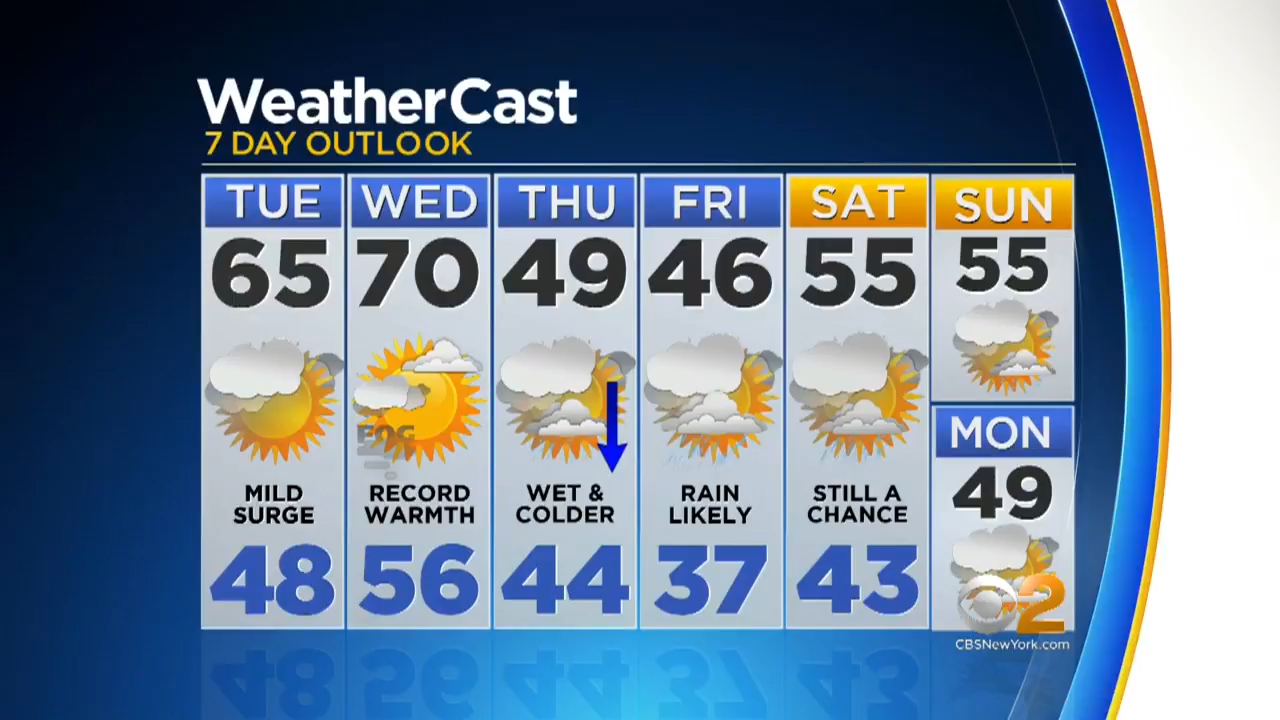 WeatherCast
7 DAY OUTLOOK
TUE WED THU FRI SAT SUN
65 70 49 46 55 55
FOG
MON
49
MILD SURGE RECORD WARMTH WET & COLDER RAIN LIKELY STILL A CHANCE
48 56 44 37 43
2
CBSNewYork.com